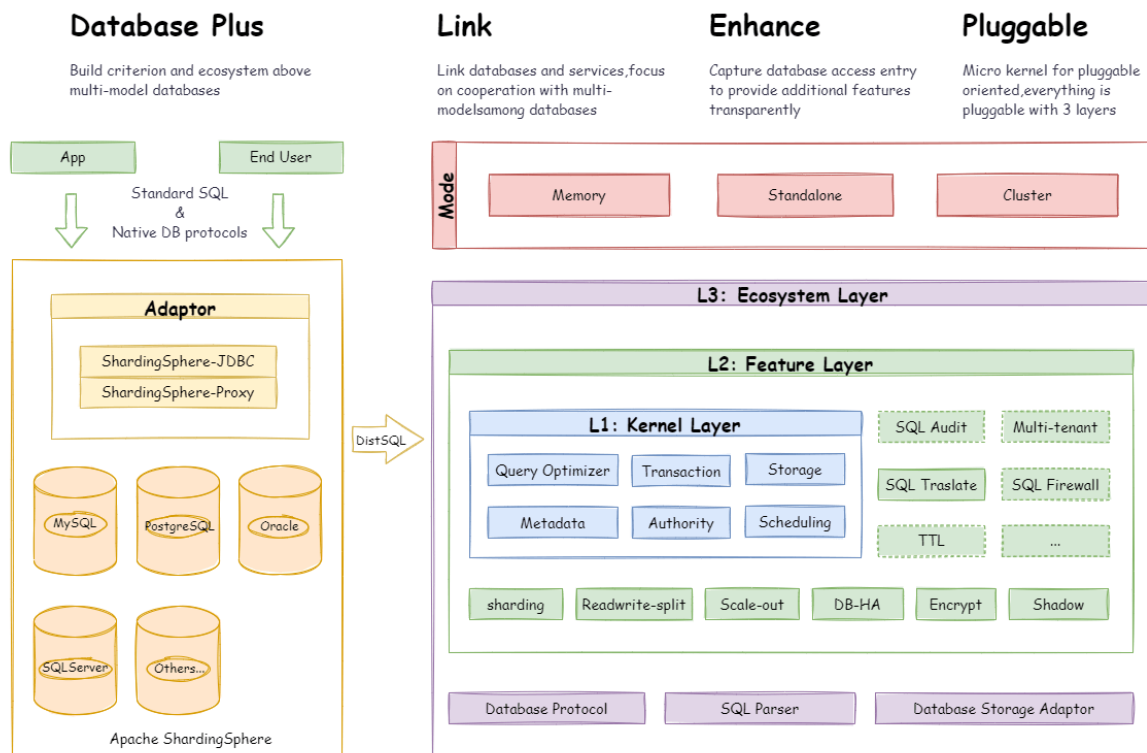 Database Plus
Build criterion and ecosystem above
multi-model databases
Link
Link databases and services,focus
on cooperation with multi-
modelsamong databases
Enhance
Capture database access entry
to provide additional features
transparently
Pluggable
Micro kernel for pluggable
oriented,everything is
pluggable with 3 layers
App
End User
Standard SQL
&
Native DB protocols
Adaptor
ShardingSphere-JDBC
ShardingSphere-Proxy
MySQL
PostgreSQL
Oracle
SQLServer
Others...
Apache ShardingSphere
DistSQL
Mode
Memory
Standalone
Cluster
L3: Ecosystem Layer
L2: Feature Layer
L1: Kernel Layer
Query Optimizer
Transaction
Storage
Metadata
Authority
Scheduling
SQL Audit
Multi-tenant
SQL Traslate
SQL Firewall
TTL
...
sharding
Readwrite-split
Scale-out
DB-HA
Encrypt
Shadow
Database Protocol
SQL Parser
Database Storage Adaptor